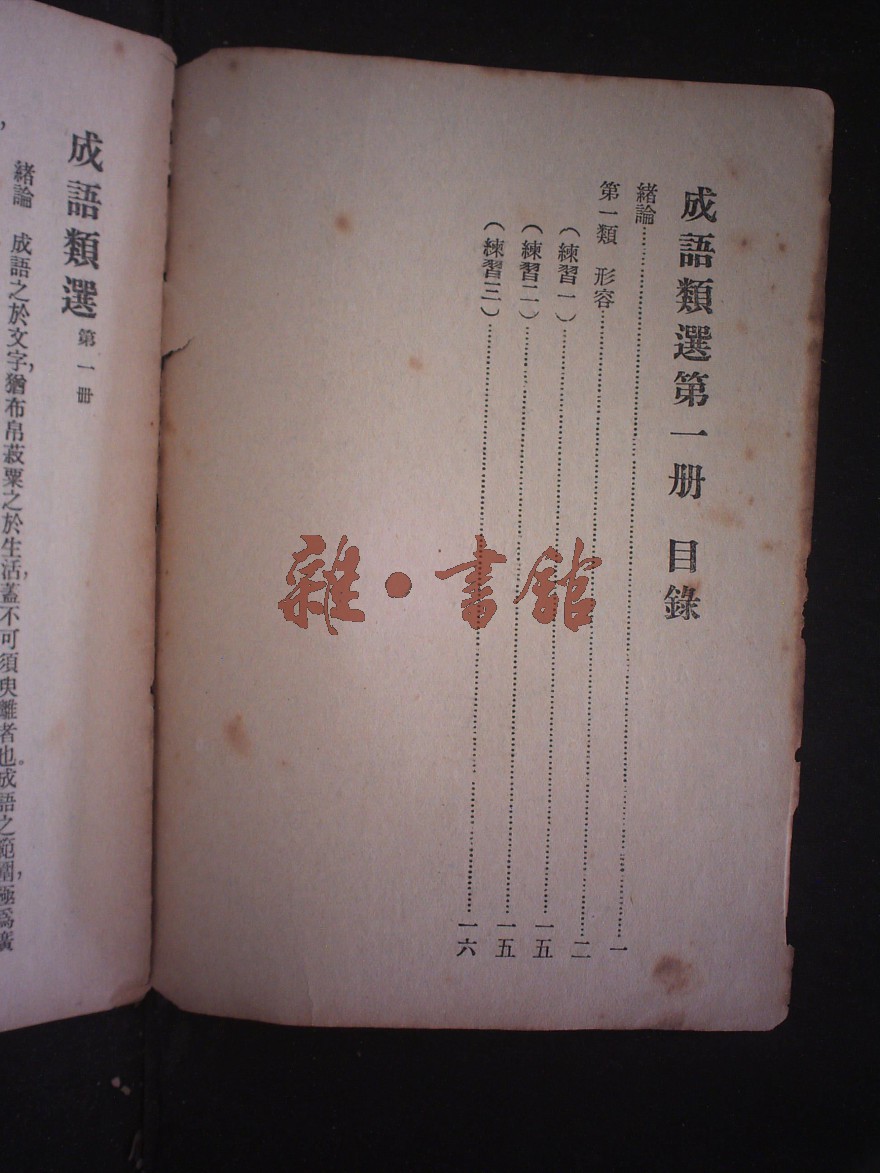 成語類選第一册 目錄
緒論……一
第一類 形容……二
(練習一)……一五
(練習二)……一五
(練習三)……一六
雜·書館
成語類選 第一册
緒論 成語之於文字,猶布帛菽粟之於生活,蓋不可須臾離者也。成語之範圍,極爲廣